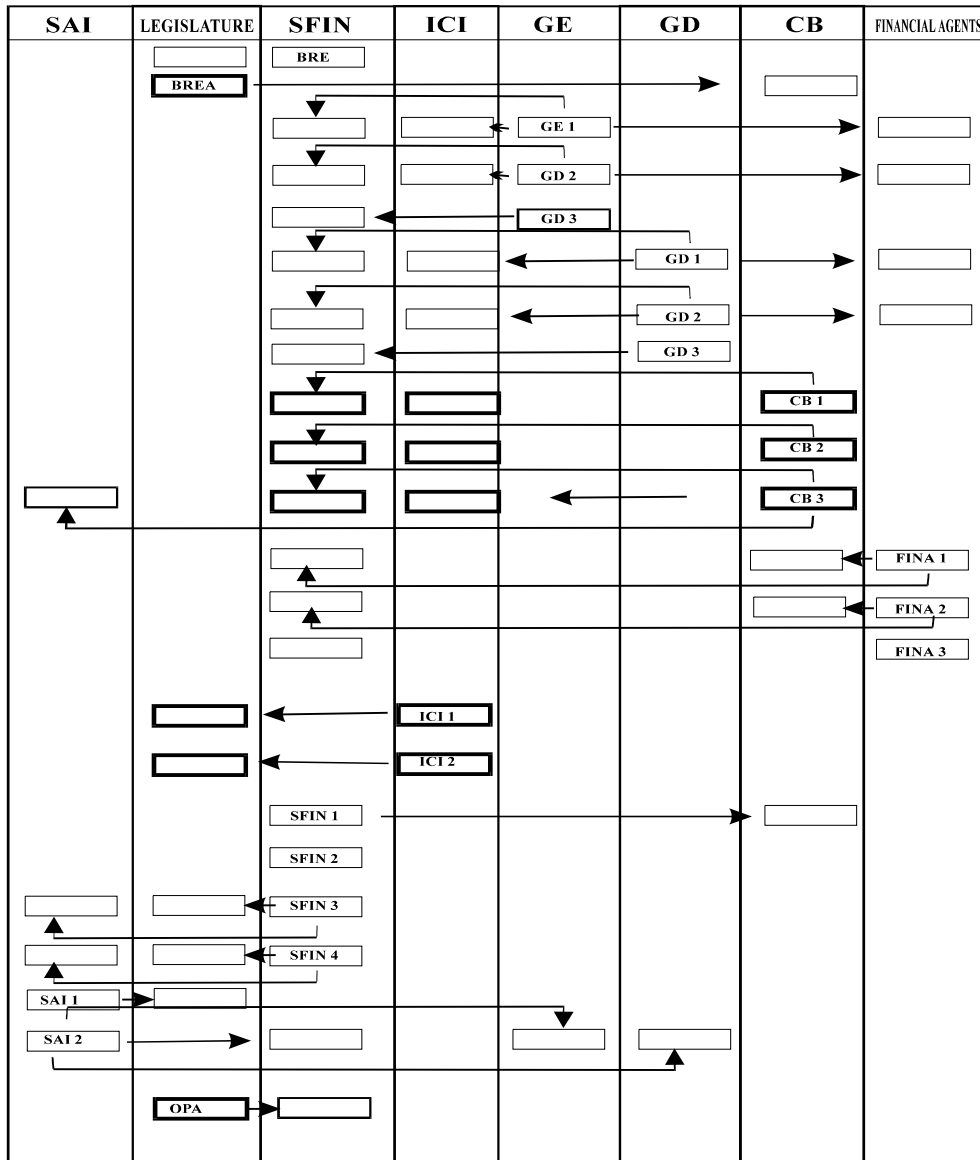 SAI LEGISLATURE SFIN ICI GE GD CB FINANCIAL AGENTS
BRE
BREA
GE 1
GD 2
GD 3
GD 1
GD 2
GD 3
CB 1
CB 2
CB 3
FINA 1
FINA 2
FINA 3
ICI 1
ICI 2
SFIN 1
SFIN 2
SFIN 3
SFIN 4
SAI 1
SAI 2
OPA